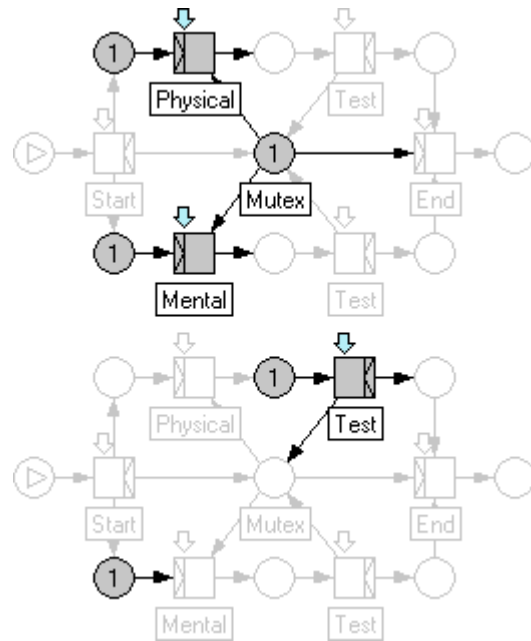 1
Physical
Test
1
Start
Mutex
End
1
Mental
Test
1
Physical
Test
Start
Mutex
End
1
Mental
Test